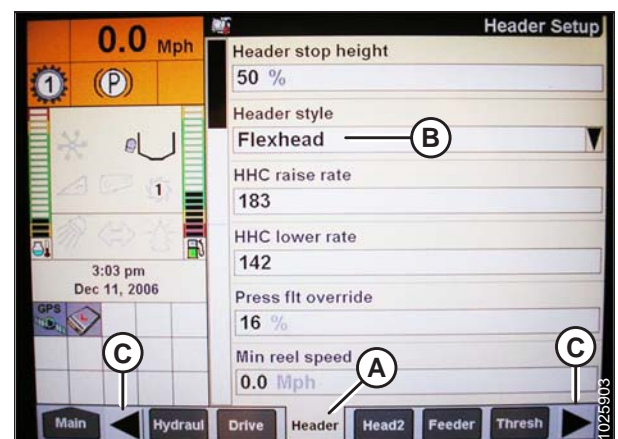 0.0 Mph
1
(P)
1
3:03 pm
Dec 11, 2006
GPS
Header Setup
Header stop height
50 %
Header style
Flexhead
B
HHC raise rate
183
HHC lower rate
142
Press flt override
16 %
Min reel speed
0.0 Mph
C
A
C
Main
Hydraul
Drive
Header
Head2
Feeder
Thresh
1025903